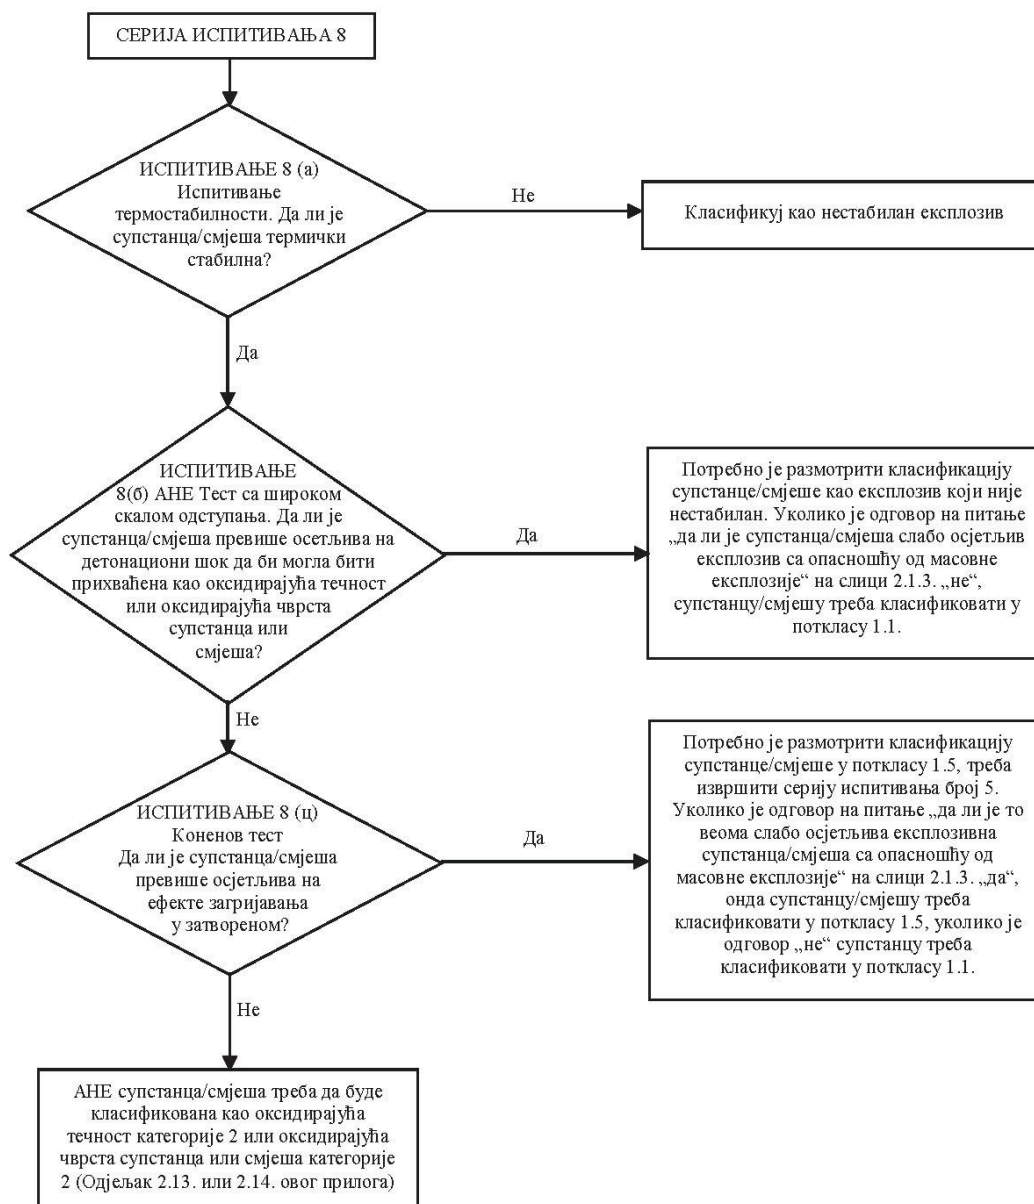 СЕРИЈА ИСПИТИВАЊА 8
ИСПИТИВАЊЕ 8 (а)
Испитивање
термостабилности. Да ли је
супстанца/смјеша термички
стабилна?
Не
Класификуј као нестабилан експлозив
Да
ИСПИТИВАЊЕ
8(б) АНЕ Тест са широком
скалом одступања. Да ли је
супстанца/смјеша превише осетљива на
детонациони шок да би могла бити
прихваћена као оксидирајућа течност
или оксидирајућа чврста
супстанца или
смјеша?
Да
Потребно је размотрити класификацију
супстанце/смјеше као експлозив који није
нестабилан. Уколико је одговор на питање
„да ли је супстанца/смјеша слабо осјетљив
експлозив са опасношћу од масовне
експлозије“ на слици 2.1.3. „не“,
супстанцу/смјешу треба класификовати у
поткласу 1.1.
Не
ИСПИТИВАЊЕ 8 (ц)
Коненов тест
Да ли је супстанца/смјеша
превише осјетљива на
ефекте загријавања
у затвореном?
Да
Потребно је размотрити класификацију
супстанце/смјеше у поткласу 1.5, треба
извршити серију испитивања број 5.
Уколико је одговор на питање „да ли је то
веома слабо осјетљива експлозивна
супстанца/смјеша са опасношћу од
масовне експлозије“ на слици 2.1.3. „да“,
онда супстанцу/смјешу треба
класификовати у поткласу 1.5, уколико је
одговор „не“ супстанцу треба
класификовати у поткласу 1.1.
Не
АНЕ супстанца/смјеша треба да буде
класификована као оксидирајућа
течност категорије 2 или оксидирајућа
чврста супстанца или смјеша категорије
2 (Одјељак 2.13. или 2.14. овог прилога)